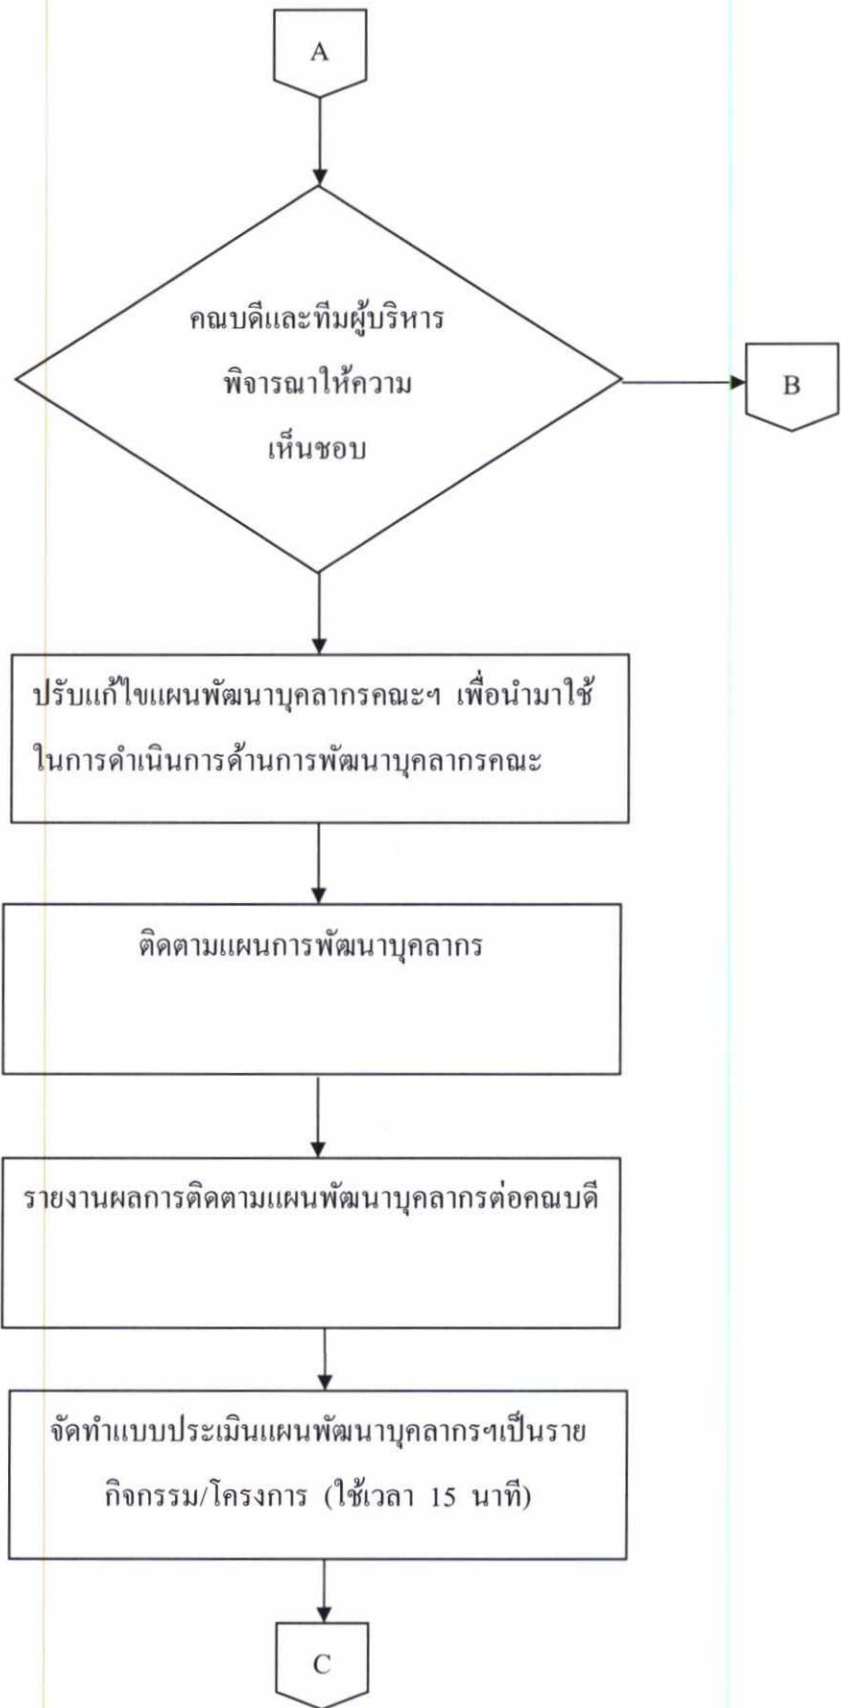 A
คณบดีและทีมผู้บริหาร
พิจารณาให้ความ
เห็นชอบ
B
ปรับแก้ไขแผนพัฒนาบุคลากรคณะฯ เพื่อนำมาใช้
ในการดำเนินการด้านการพัฒนาบุคลากรคณะ
ติดตามแผนการพัฒนาบุคลากร
รายงานผลการติดตามแผนพัฒนาบุคลากรต่อคณบดี
จัดทำแบบประเมินแผนพัฒนาบุคลากรฯเป็นราย
กิจกรรม/โครงการ (ใช้เวลา 15 นาที)
C